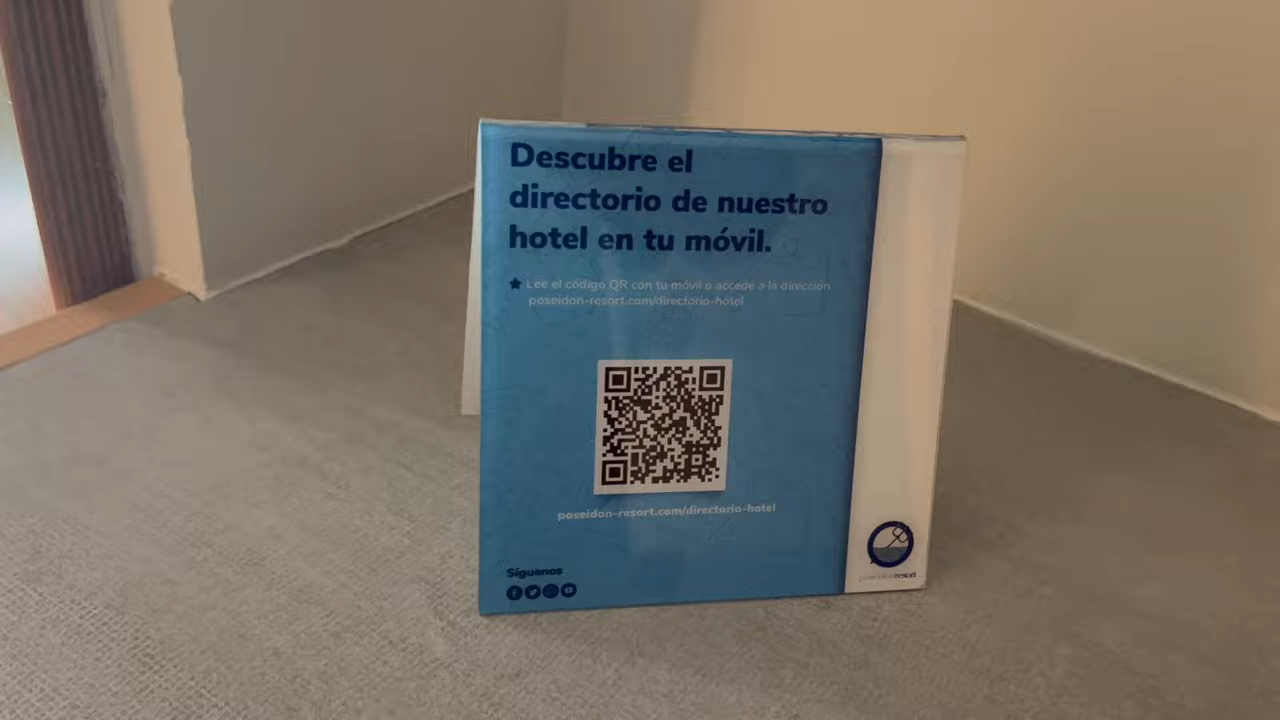 Descubre el
directorio de nuestro
hotel en tu móvil.
Lee el código QR con tu móvil o accede a la dirección
poseidon-resort.com/directorio-hotel
poseidon-resort.com/directorio-hotel
Síguenos
poseidonresort